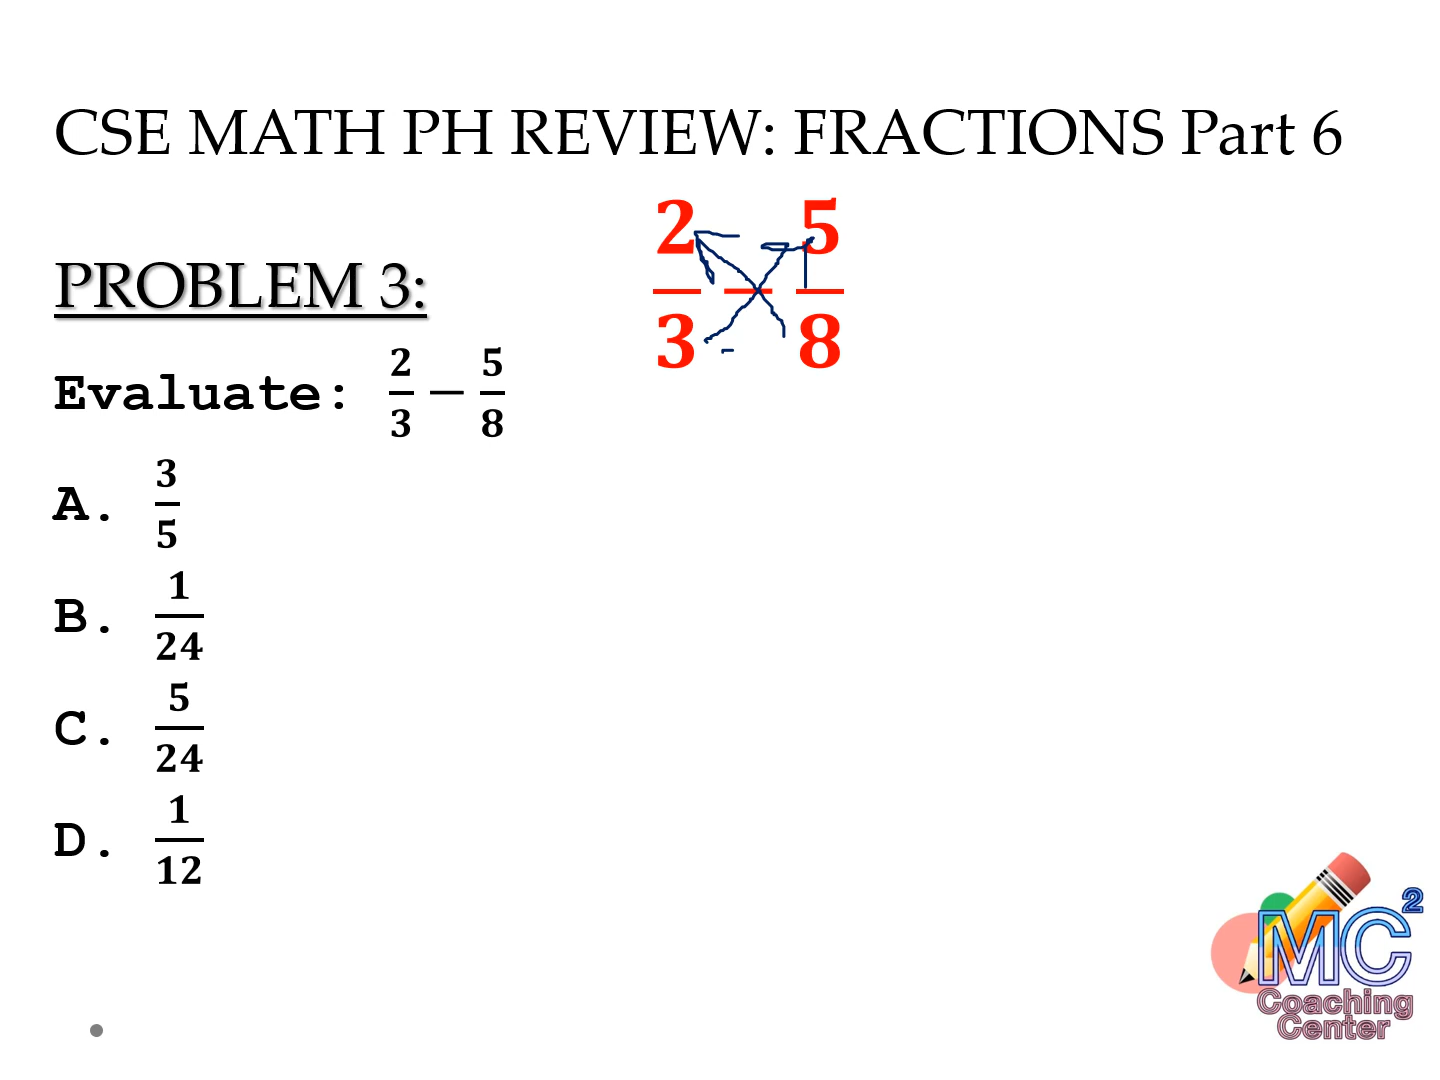 CSE MATH PH REVIEW: FRACTIONS Part 6
2/3 − 5/8
PROBLEM 3:
Evaluate: 2/3 − 5/8
A. 3/5
B. 1/24
C. 5/24
D. 1/12
MC²
Coaching
Center